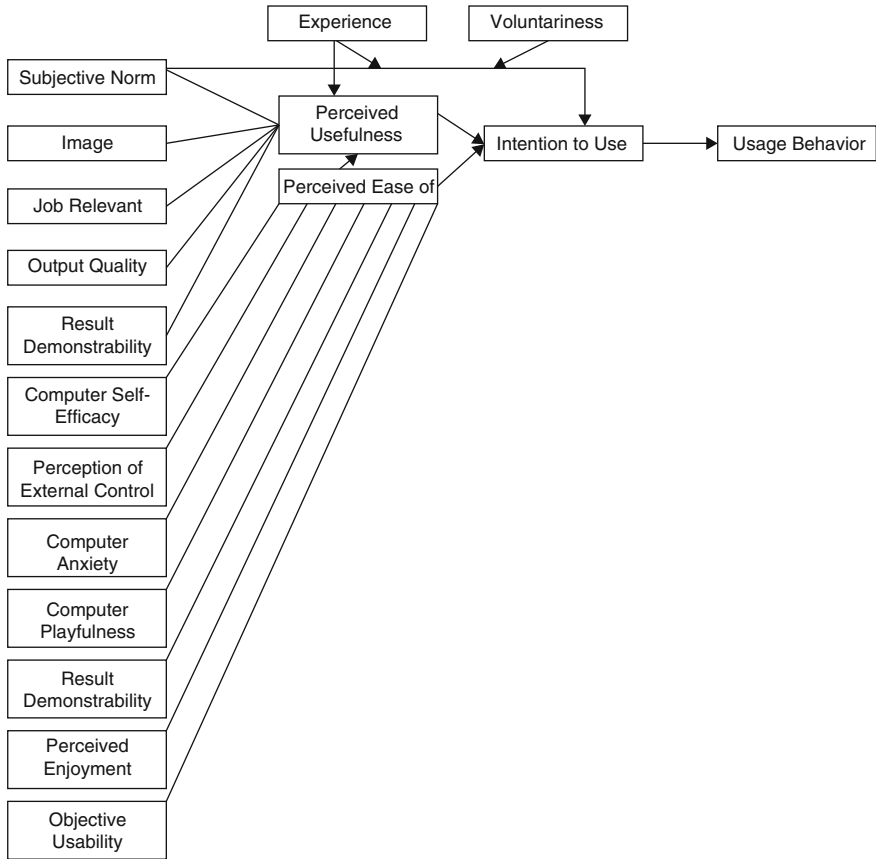 Experience
Voluntariness
Subjective Norm
Perceived
Usefulness
Image
Intention to Use
Usage Behavior
Perceived Ease of
Job Relevant
Output Quality
Result
Demonstrability
Computer Self-
Efficacy
Perception of
External Control
Computer
Anxiety
Computer
Playfulness
Result
Demonstrability
Perceived
Enjoyment
Objective
Usability